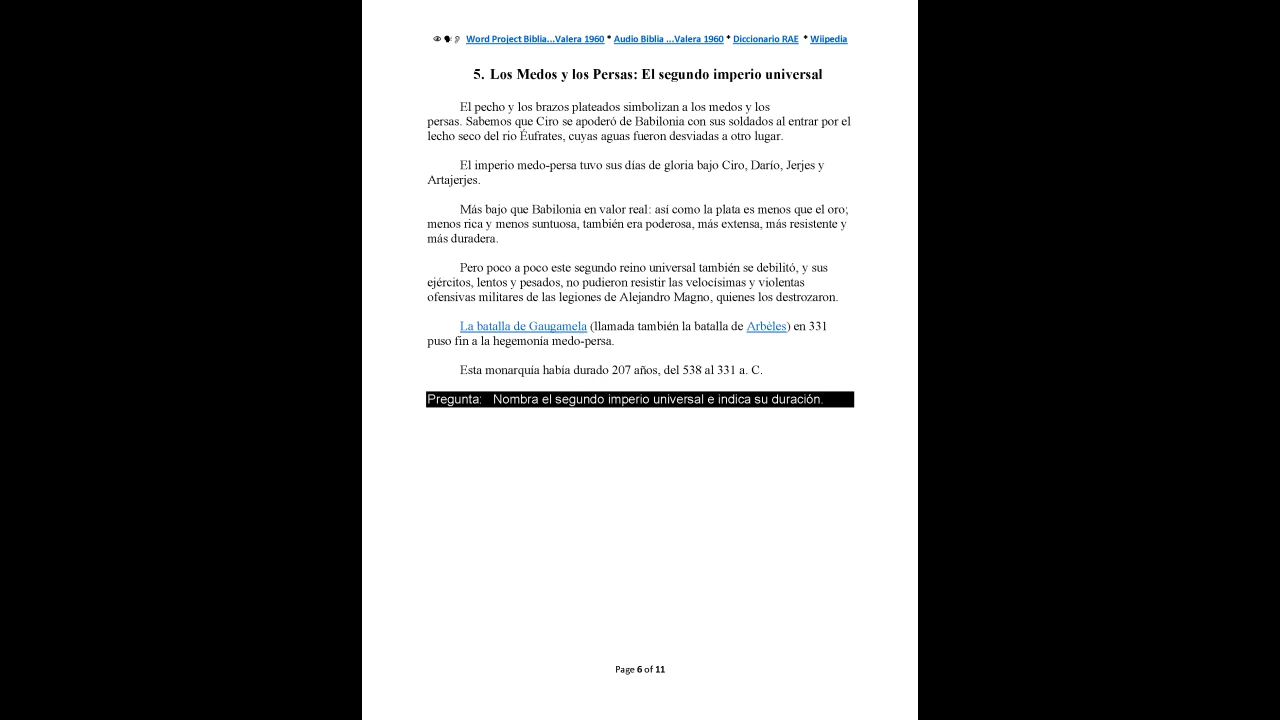 Word Project Biblia...Valera 1960 * Audio Biblia ...Valera 1960 * Diccionario RAE * Wiipedia
5. Los Medos y los Persas: El segundo imperio universal
El pecho y los brazos plateados simbolizan a los medos y los
persas. Sabemos que Ciro se apoderó de Babilonia con sus soldados al entrar por el
lecho seco del rio Éufrates, cuyas aguas fueron desviadas a otro lugar.
El imperio medo-persa tuvo sus días de gloria bajo Ciro, Darío, Jerjes y
Artajerjes.
Más bajo que Babilonia en valor real: así como la plata es menos que el oro;
menos rica y menos suntuosa, también era poderosa, más extensa, más resistente y
más duradera.
Pero poco a poco este segundo reino universal también se debilitó, y sus
ejércitos, lentos y pesados, no pudieron resistir las velocísimas y violentas
ofensivas militares de las legiones de Alejandro Magno, quienes los destrozaron.
La batalla de Gaugamela (llamada también la batalla de Arbèles) en 331
puso fin a la hegemonía medo-persa.
Esta monarquía había durado 207 años, del 538 al 331 a. C.
Pregunta: Nombra el segundo imperio universal e indica su duración.
Page 6 of 11